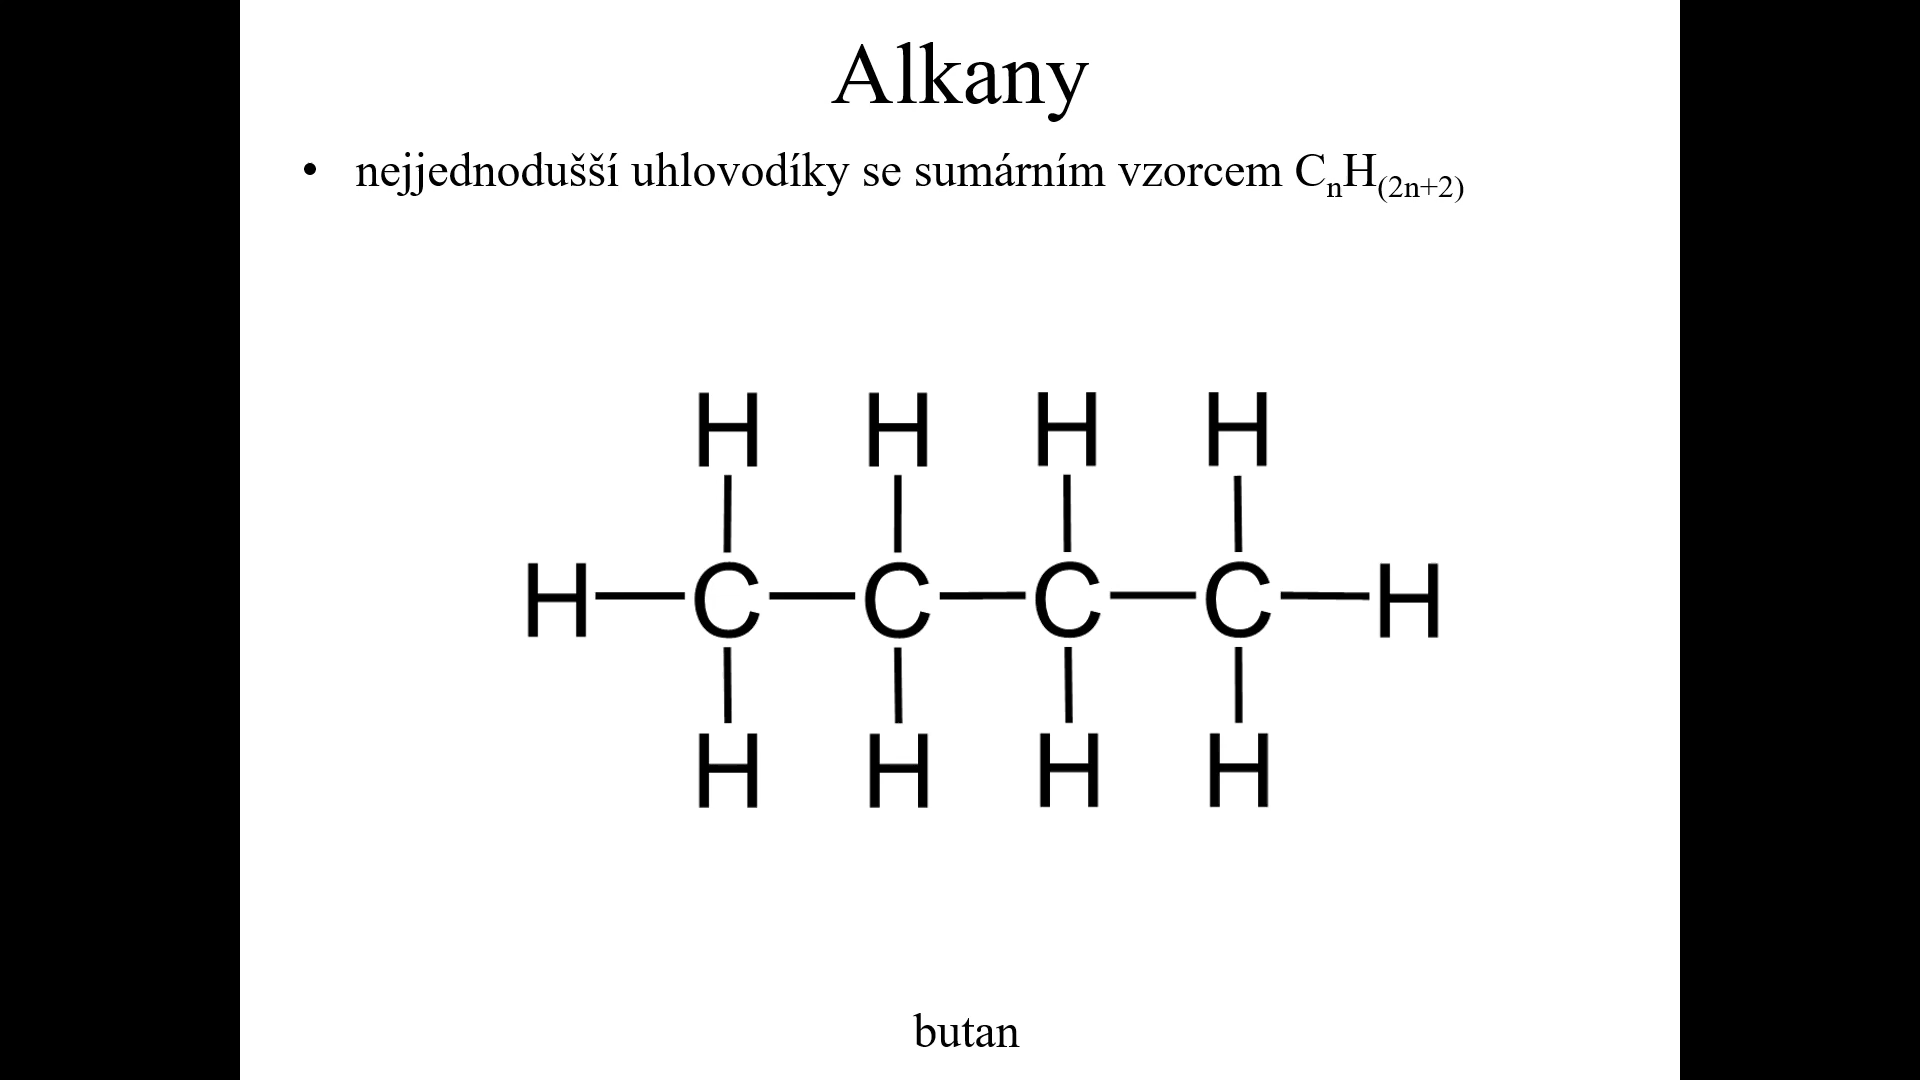 Alkany
• nejjednodušší uhlovodíky se sumárním vzorcem CnH(2n+2)
H H H H
H C C C C H
H H H H
butan